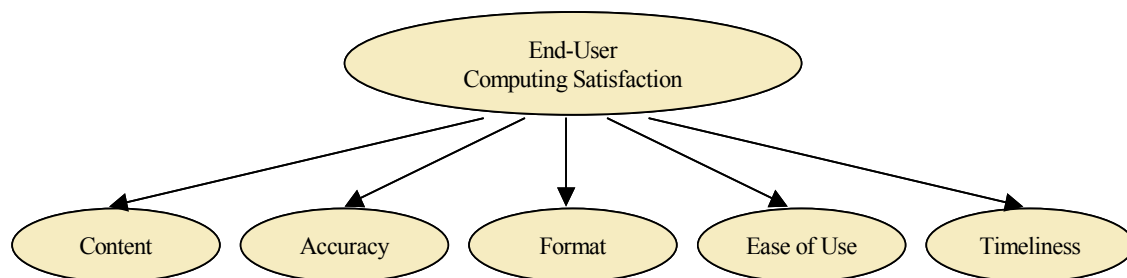 End-User
Computing Satisfaction
Content
Accuracy
Format
Ease of Use
Timeliness